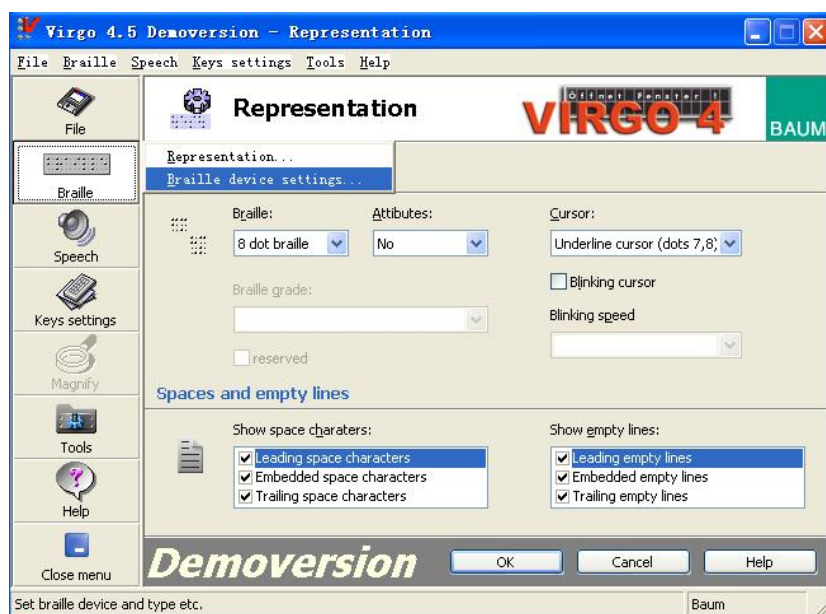 Virgo 4.5 Demoversion - Representation
File Braille Speech Keys settings Tools Help
File
Representation
Öffnet Fenster!
VIRGO 4
BAUM
Representation...
Braille device settings...
Braille
Braille:
Attibutes:
Cursor:
8 dot braille
No
Underline cursor (dots 7,8)
Speech
Braille grade:
Blinking cursor
Keys settings
Blinking speed
reserved
Magnify
Spaces and empty lines
Tools
Show space charaters:
Show empty lines:
Leading space characters
Leading empty lines
Embedded space characters
Embedded empty lines
Trailing space characters
Trailing empty lines
Help
Close menu
Demoversion
OK
Cancel
Help
Set braille device and type etc.
Baum